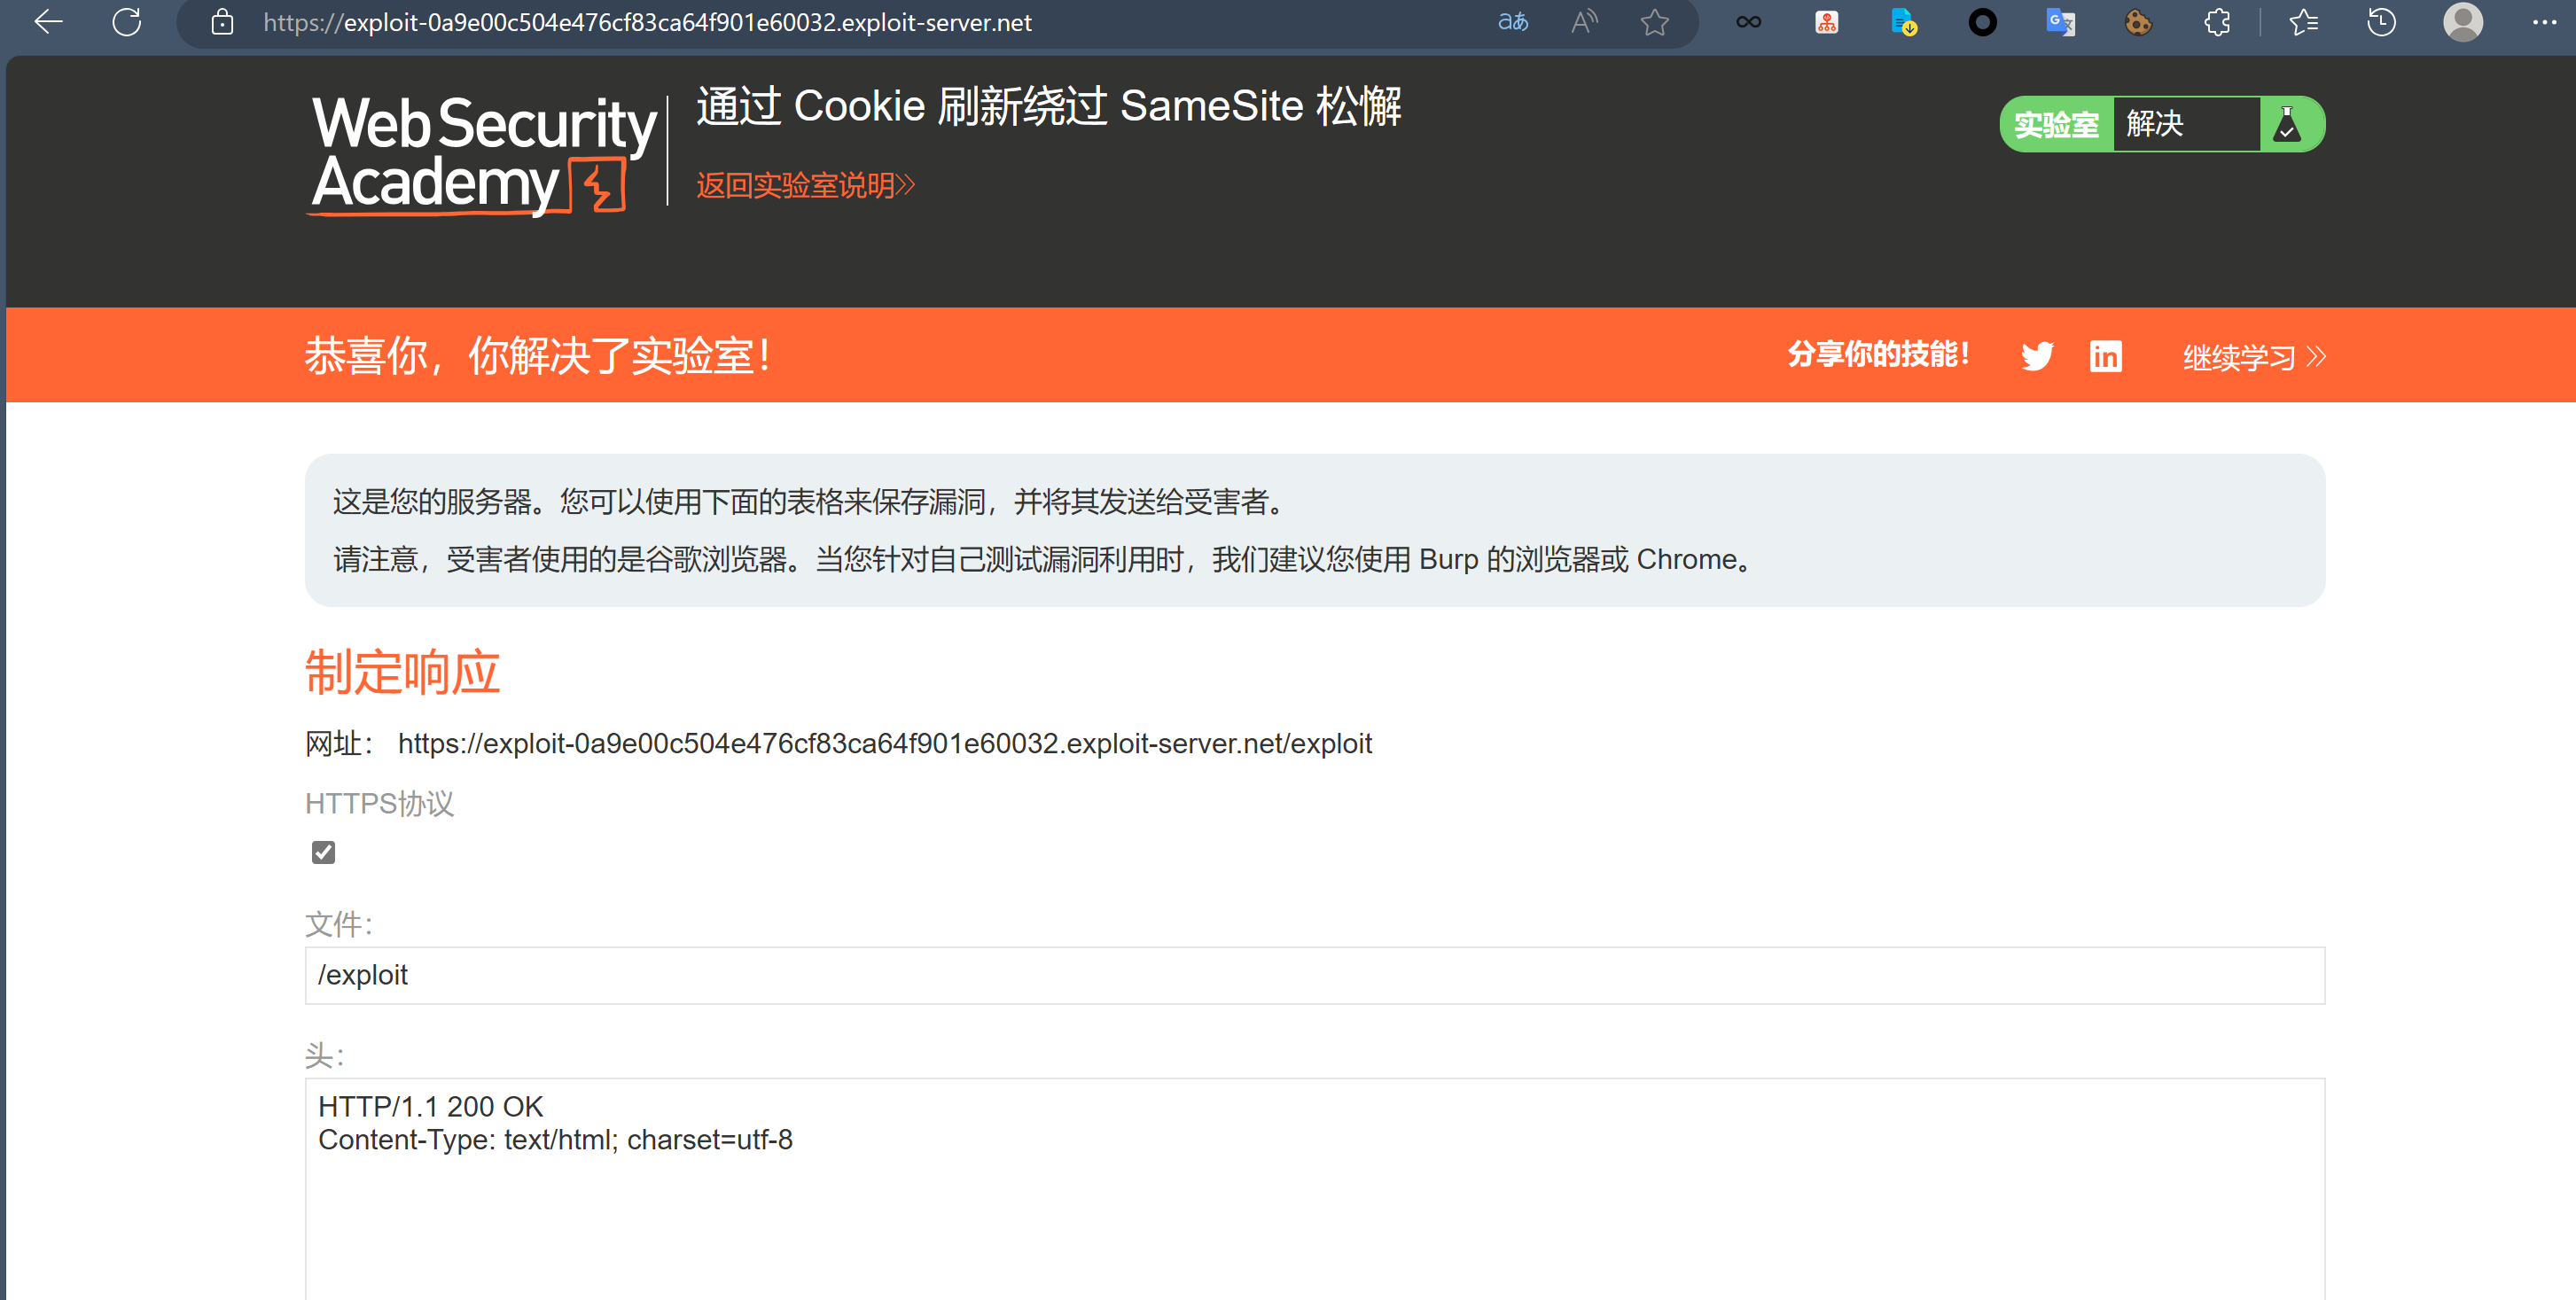 https://exploit-0a9e00c504e476cf83ca64f901e60032.exploit-server.net
Web Security
Academy
通过 Cookie 刷新绕过 SameSite 松懈
返回实验室说明
实验室 解决
恭喜你，你解决了实验室！
分享你的技能！
继续学习
这是您的服务器。您可以使用下面的表格来保存漏洞，并将其发送给受害者。
请注意，受害者使用的是谷歌浏览器。当您针对自己测试漏洞利用时，我们建议您使用 Burp 的浏览器或 Chrome。
制定响应
网址： https://exploit-0a9e00c504e476cf83ca64f901e60032.exploit-server.net/exploit
HTTPS协议
文件：
/exploit
头：
HTTP/1.1 200 OK
Content-Type: text/html; charset=utf-8